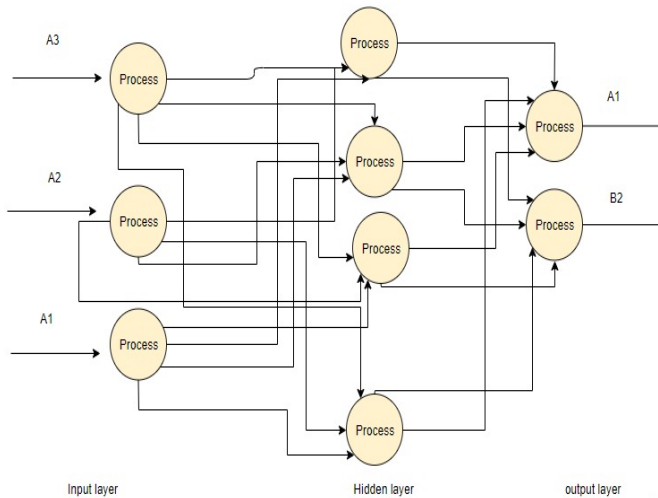 A3
Process
Process
A1
Process
Process
A2
Process
B2
Process
Process
A1
Process
Process
Input layer
Hidden layer
output layer